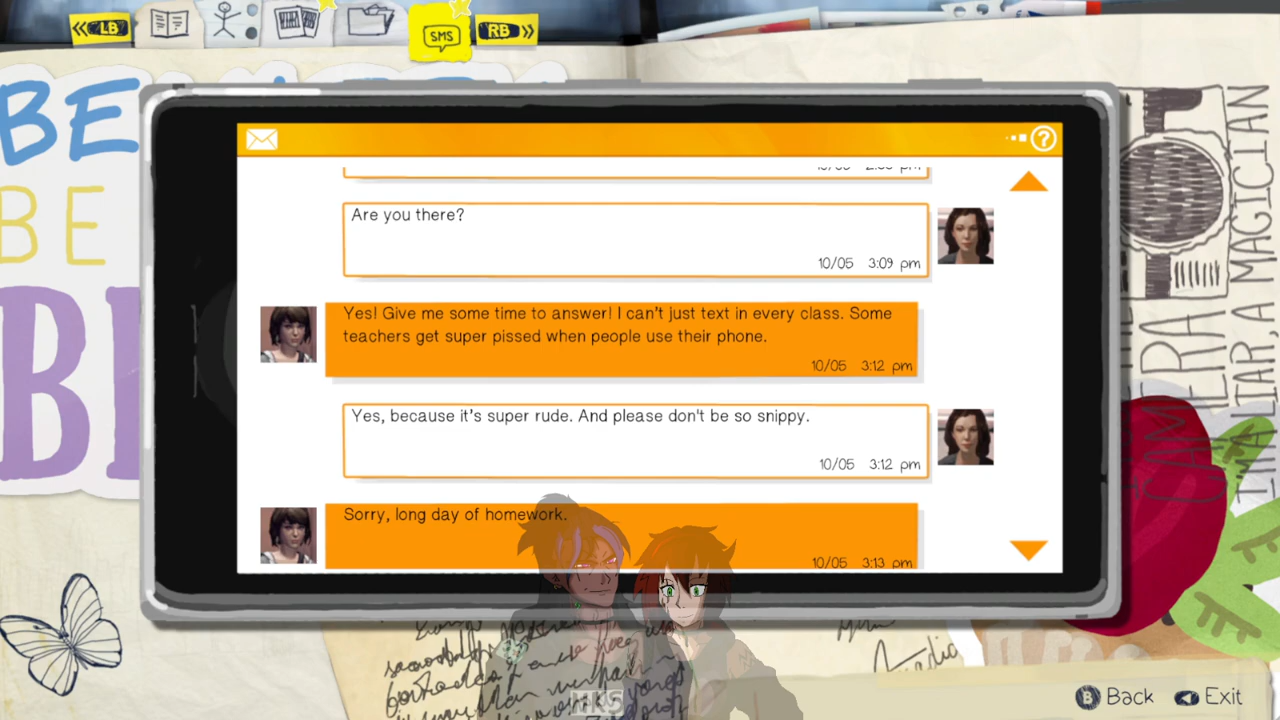 LB
SMS
RB
BE
BE
Are you there?
10/05 3:09 pm
Yes! Give me some time to answer! I can't just text in every class. Some
teachers get super pissed when people use their phone.
10/05 3:12 pm
Yes, because it's super rude. And please don't be so snippy.
10/05 3:12 pm
Sorry, long day of homework.
10/05 3:13 pm
CAMERA
I'M A LIAR, A MAGICIAN
HKS
B Back
Exit